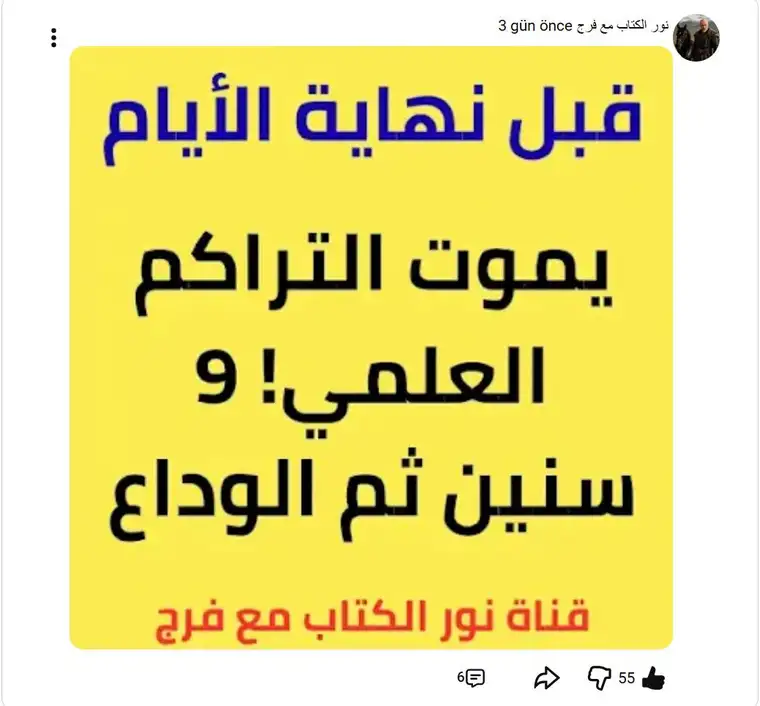 نور الكتاب مع فرج 3 gün önce
قبل نهاية الأيام
يموت التراكم
العلمي! 9
سنين ثم الوداع
قناة نور الكتاب مع فرج
55
6